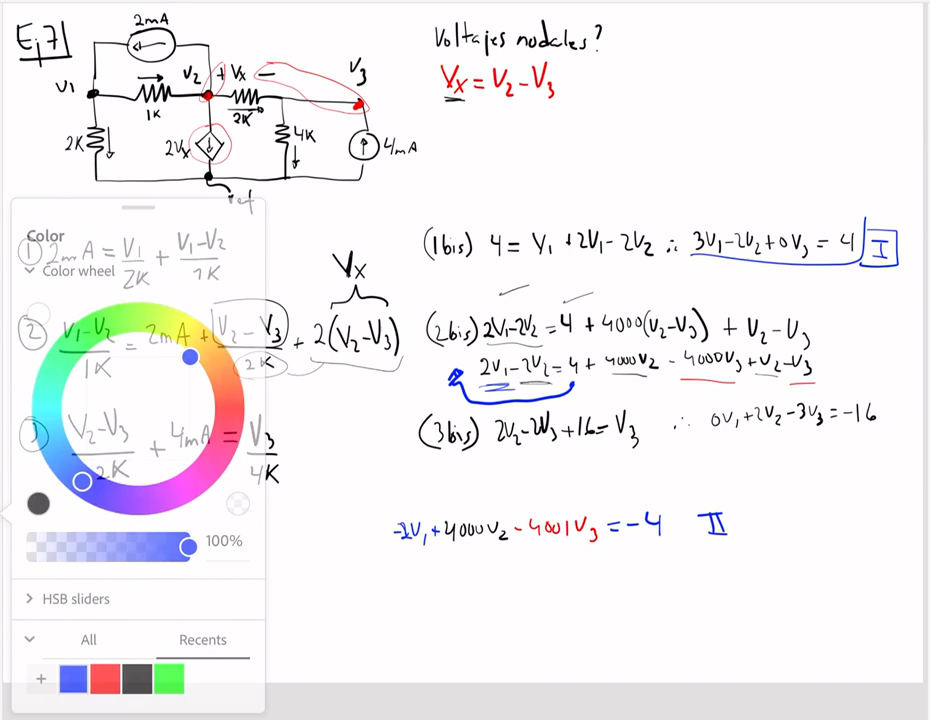 Ej 7
2mA
Voltajes nodales?
Vx = V2 - V3
V1
V2
+ Vx -
V3
1K
2K
2K
2Vx
4K
4mA
ref
Color
Color wheel
① 2mA = V1/2K + V1-V2/1K
Vx
② V1-V2/1K = 2mA + V2-V3/2K + 2(V2-V3)
③ V2-V3/2K + 4mA = V3/4K
100%
HSB sliders
All
Recents
+
(1bis) 4 = V1 + 2V1 - 2V2 ∴ 3V1 - 2V2 + 0V3 = 4 I
(2bis) 2V1 - 2V2 = 4 + 4000(V2 - V3) + V2 - V3
2V1 - 2V2 = 4 + 4000V2 - 4000V3 + V2 - V3
(3bis) 2V2 - 2V3 + 16 = V3 ∴ 0V1 + 2V2 - 3V3 = -16
-2V1 + 4000V2 - 4001V3 = -4 II